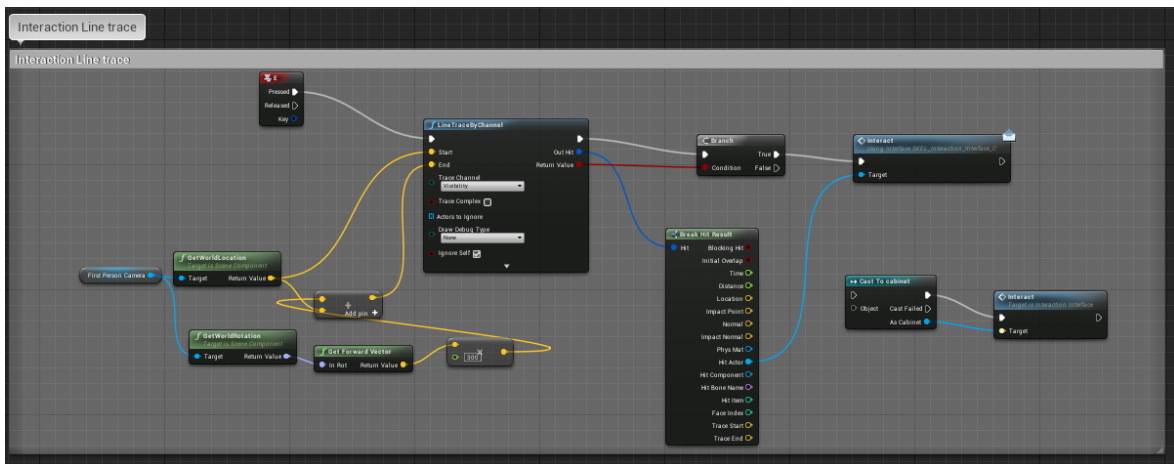 Interaction Line trace
Interaction Line trace
E
Pressed
Released
Key
LineTraceByChannel
Start
Out Hit
End
Return Value
Trace Channel
Visibility
Trace Complex
Actors to Ignore
Draw Debug Type
None
Ignore Self
Branch
True
Condition
False
Interact
Using Interface
Target
First Person Camera
GetWorldLocation
Target is Scene Component
Target
Return Value
+
Add pin +
GetWorldRotation
Target is Scene Component
Target
Return Value
Get Forward Vector
In Rot
Return Value
x
300
Break Hit Result
Hit
Blocking Hit
Initial Overlap
Time
Distance
Location
Impact Point
Normal
Impact Normal
Phys Mat
Hit Actor
Hit Component
Hit Bone Name
Hit Item
Face Index
Trace Start
Trace End
Cast To cabinet
Object
Cast Failed
As Cabinet
Interact
Target is Interaction Interface
Target